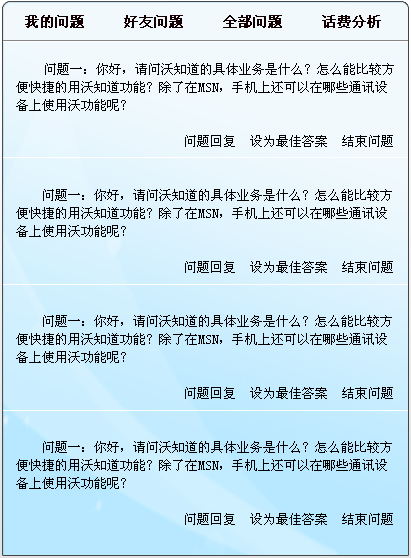 我的问题 好友问题 全部问题 话费分析
问题一：你好，请问沃知道的具体业务是什么？怎么能比较方
便快捷的用沃知道功能？除了在MSN，手机上还可以在哪些通讯设
备上使用沃功能呢？
问题回复 设为最佳答案 结束问题
问题一：你好，请问沃知道的具体业务是什么？怎么能比较方
便快捷的用沃知道功能？除了在MSN，手机上还可以在哪些通讯设
备上使用沃功能呢？
问题回复 设为最佳答案 结束问题
问题一：你好，请问沃知道的具体业务是什么？怎么能比较方
便快捷的用沃知道功能？除了在MSN，手机上还可以在哪些通讯设
备上使用沃功能呢？
问题回复 设为最佳答案 结束问题
问题一：你好，请问沃知道的具体业务是什么？怎么能比较方
便快捷的用沃知道功能？除了在MSN，手机上还可以在哪些通讯设
备上使用沃功能呢？
问题回复 设为最佳答案 结束问题